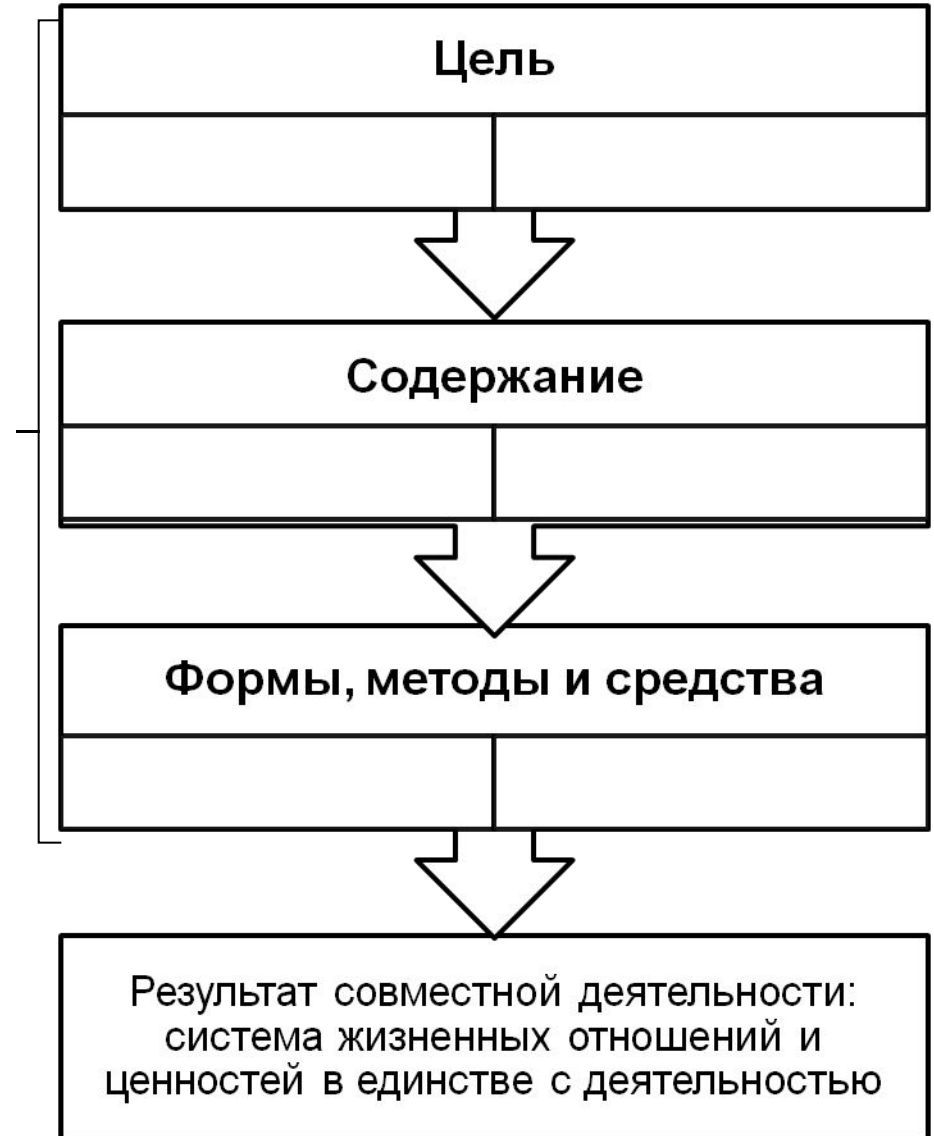 Цель
Содержание
Формы, методы и средства
Результат совместной деятельности:
система жизненных отношений и
ценностей в единстве с деятельностью